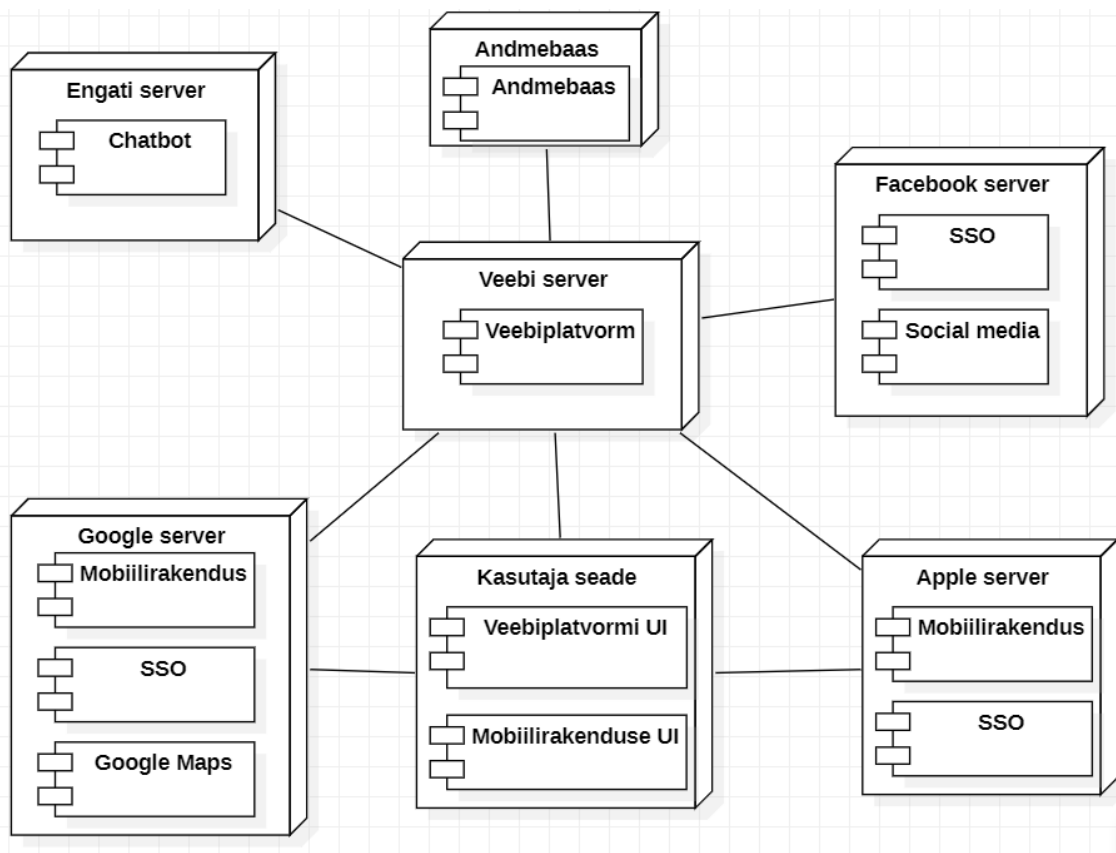 Engati server
Chatbot
Andmebaas
Andmebaas
Facebook server
SSO
Social media
Veebi server
Veebiplatvorm
Google server
Mobiilirakendus
SSO
Google Maps
Kasutaja seade
Veebiplatvormi UI
Mobiilirakenduse UI
Apple server
Mobiilirakendus
SSO